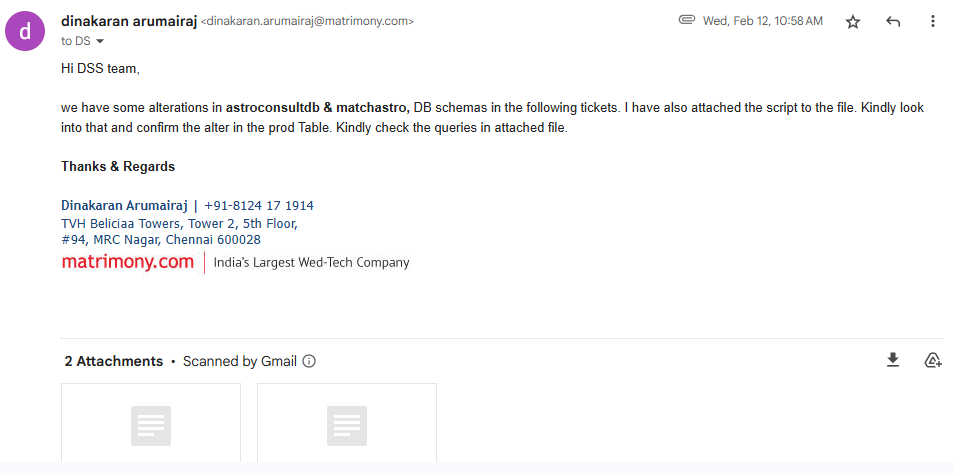 d
dinakaran arumairaj <dinakaran.arumairaj@matrimony.com>
Wed, Feb 12, 10:58 AM
to DS
Hi DSS team,
we have some alterations in astroconsultdb & matchastro, DB schemas in the following tickets. I have also attached the script to the file. Kindly look
into that and confirm the alter in the prod Table. Kindly check the queries in attached file.
Thanks & Regards
Dinakaran Arumairaj | +91-8124 17 1914
TVH Beliciaa Towers, Tower 2, 5th Floor,
#94, MRC Nagar, Chennai 600028
matrimony.com | India's Largest Wed-Tech Company
2 Attachments • Scanned by Gmail